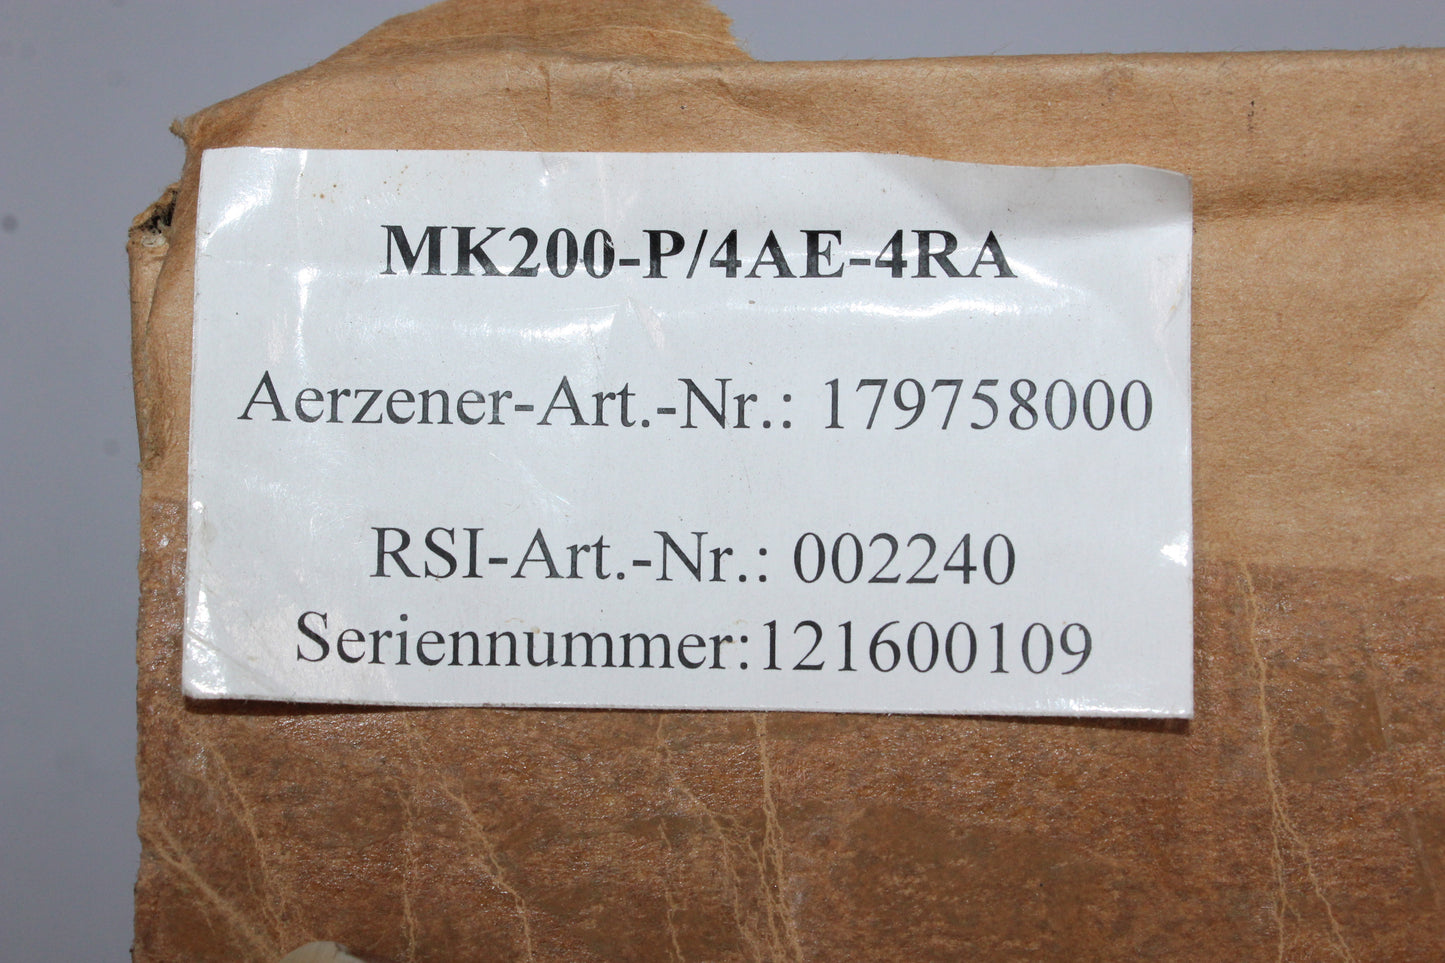 MK200-P/4AE-4RA
Aerzener-Art.-Nr.: 179758000
RSI-Art.-Nr.: 002240
Seriennummer:121600109